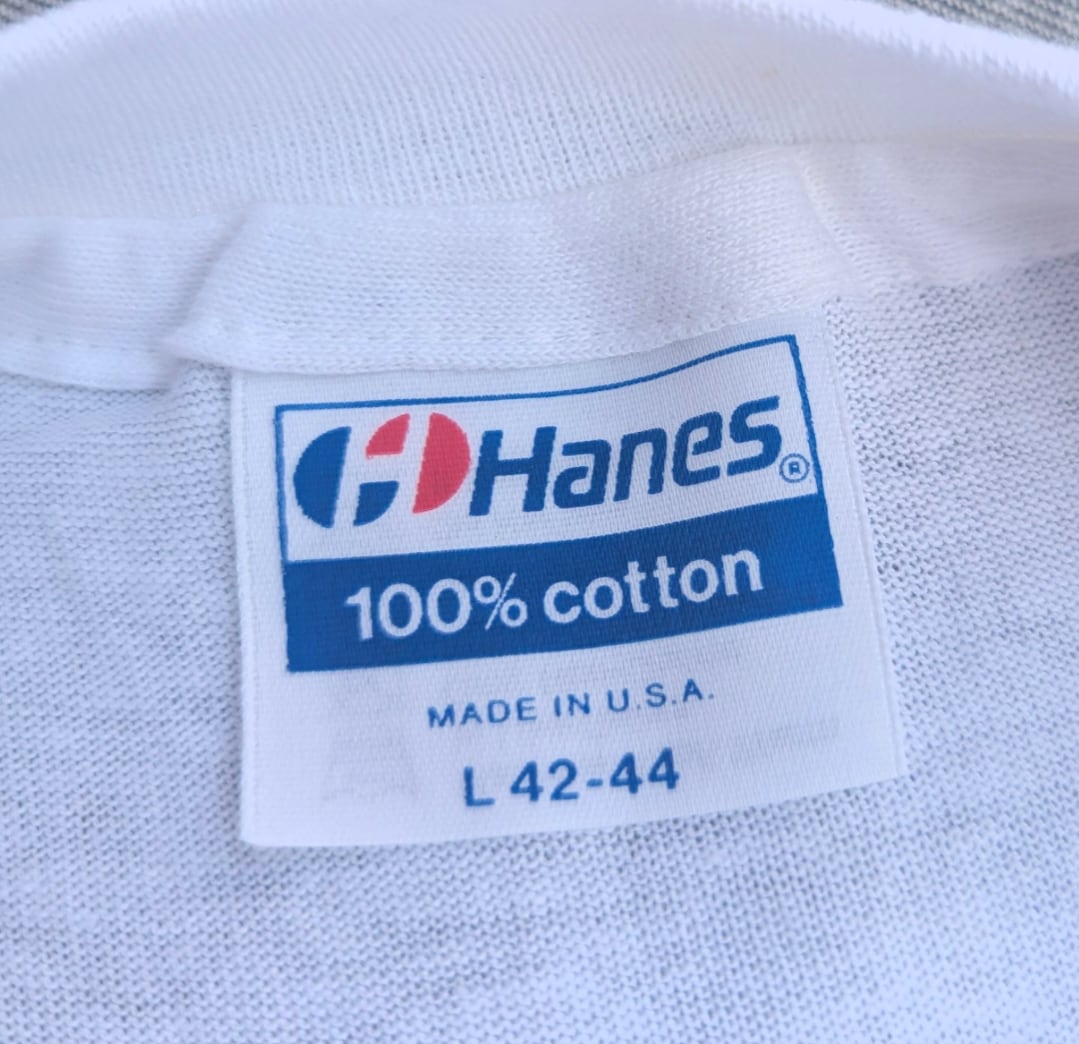 Hanes®
100% cotton
MADE IN U.S.A.
L 42-44